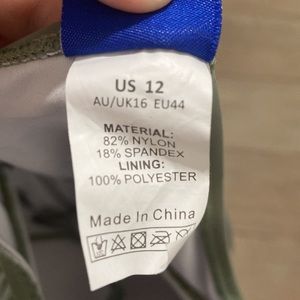 US 12
AU/UK16 EU44
MATERIAL:
82% NYLON
18% SPANDEX
LINING:
100% POLYESTER
Made In China